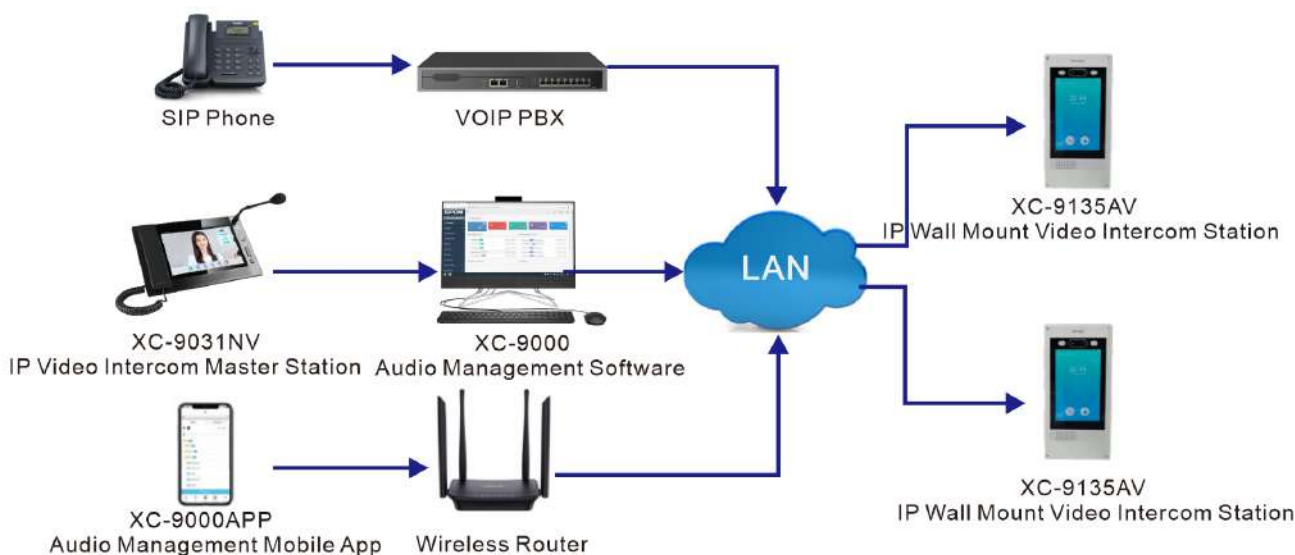 SIP Phone
VOIP PBX
XC-9135AV
IP Wall Mount Video Intercom Station
LAN
XC-9031NV
IP Video Intercom Master Station
XC-9000
Audio Management Software
XC-9135AV
IP Wall Mount Video Intercom Station
XC-9000APP
Audio Management Mobile App
Wireless Router